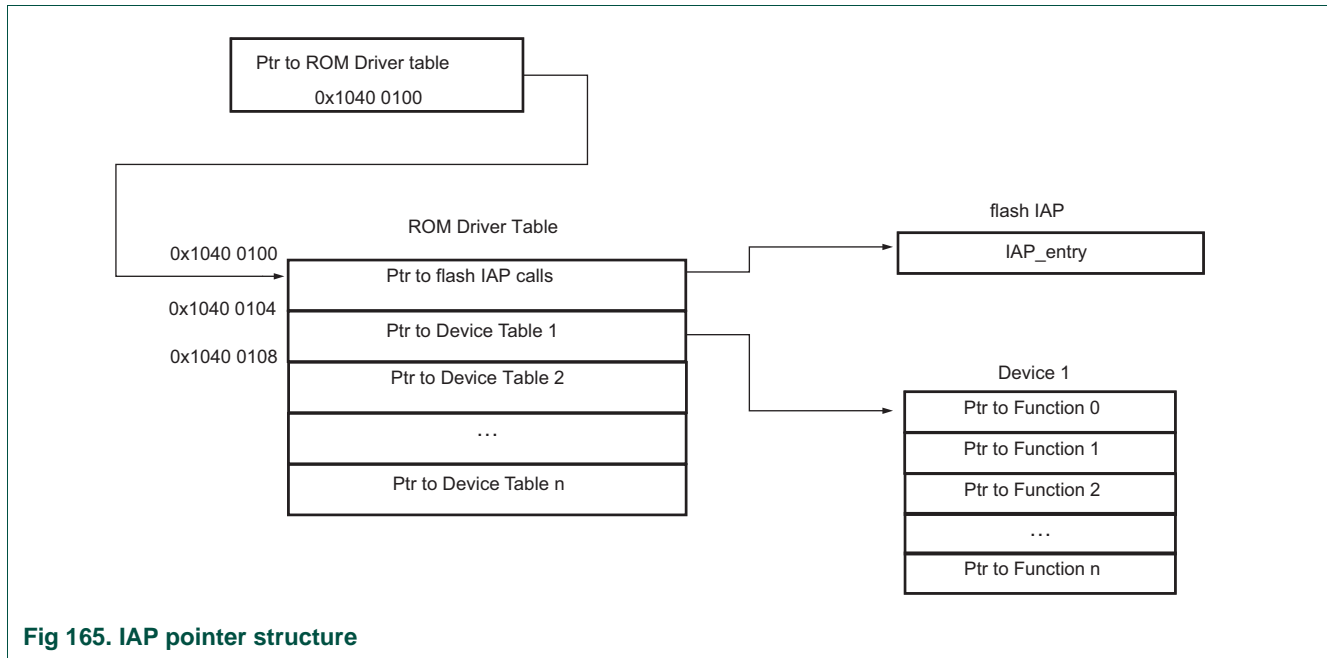 Ptr to ROM Driver table
0x1040 0100
ROM Driver Table
0x1040 0100
Ptr to flash IAP calls
0x1040 0104
Ptr to Device Table 1
0x1040 0108
Ptr to Device Table 2
...
Ptr to Device Table n
flash IAP
IAP_entry
Device 1
Ptr to Function 0
Ptr to Function 1
Ptr to Function 2
...
Ptr to Function n
Fig 165. IAP pointer structure